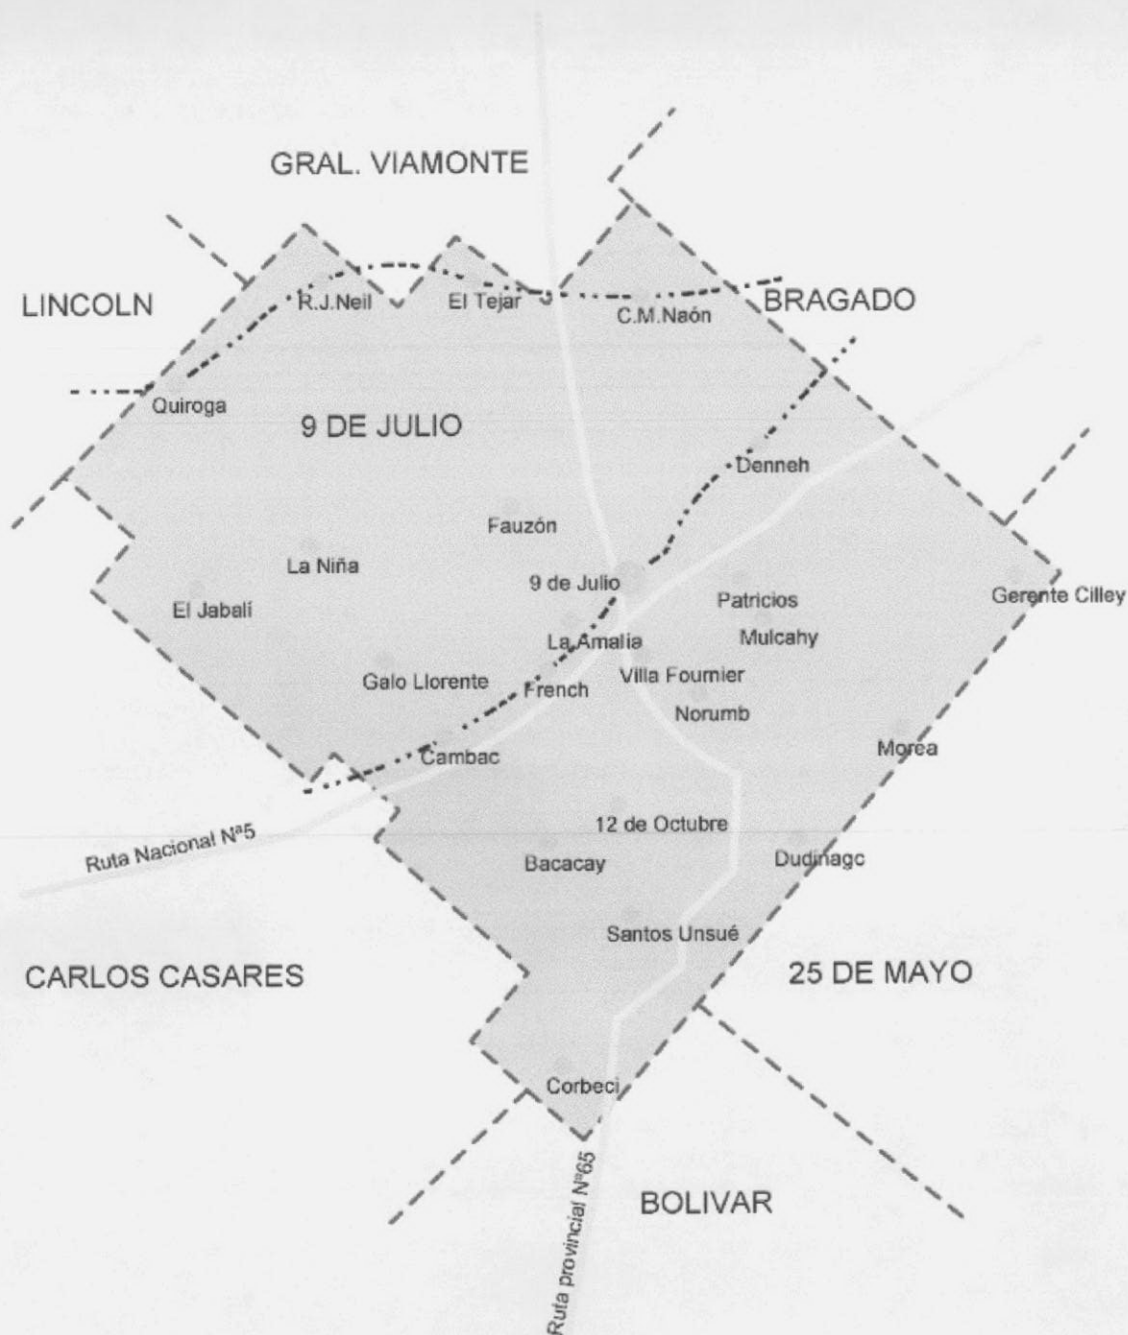 GRAL. VIAMONTE
LINCOLN
R.J.Neil
El Tejar
C.M.Naón
BRAGADO
Quiroga
9 DE JULIO
Denneh
Fauzón
La Niña
9 de Julio
El Jabalí
Patricios
Gerente Cilley
La Amalia
Mulcahy
Galo Llorente
French
Villa Fournier
Norumb
Cambac
Morea
Ruta Nacional Nª5
12 de Octubre
Bacacay
Dudinagc
Santos Unsué
CARLOS CASARES
25 DE MAYO
Corbeci
BOLIVAR
Ruta provincial Nª65